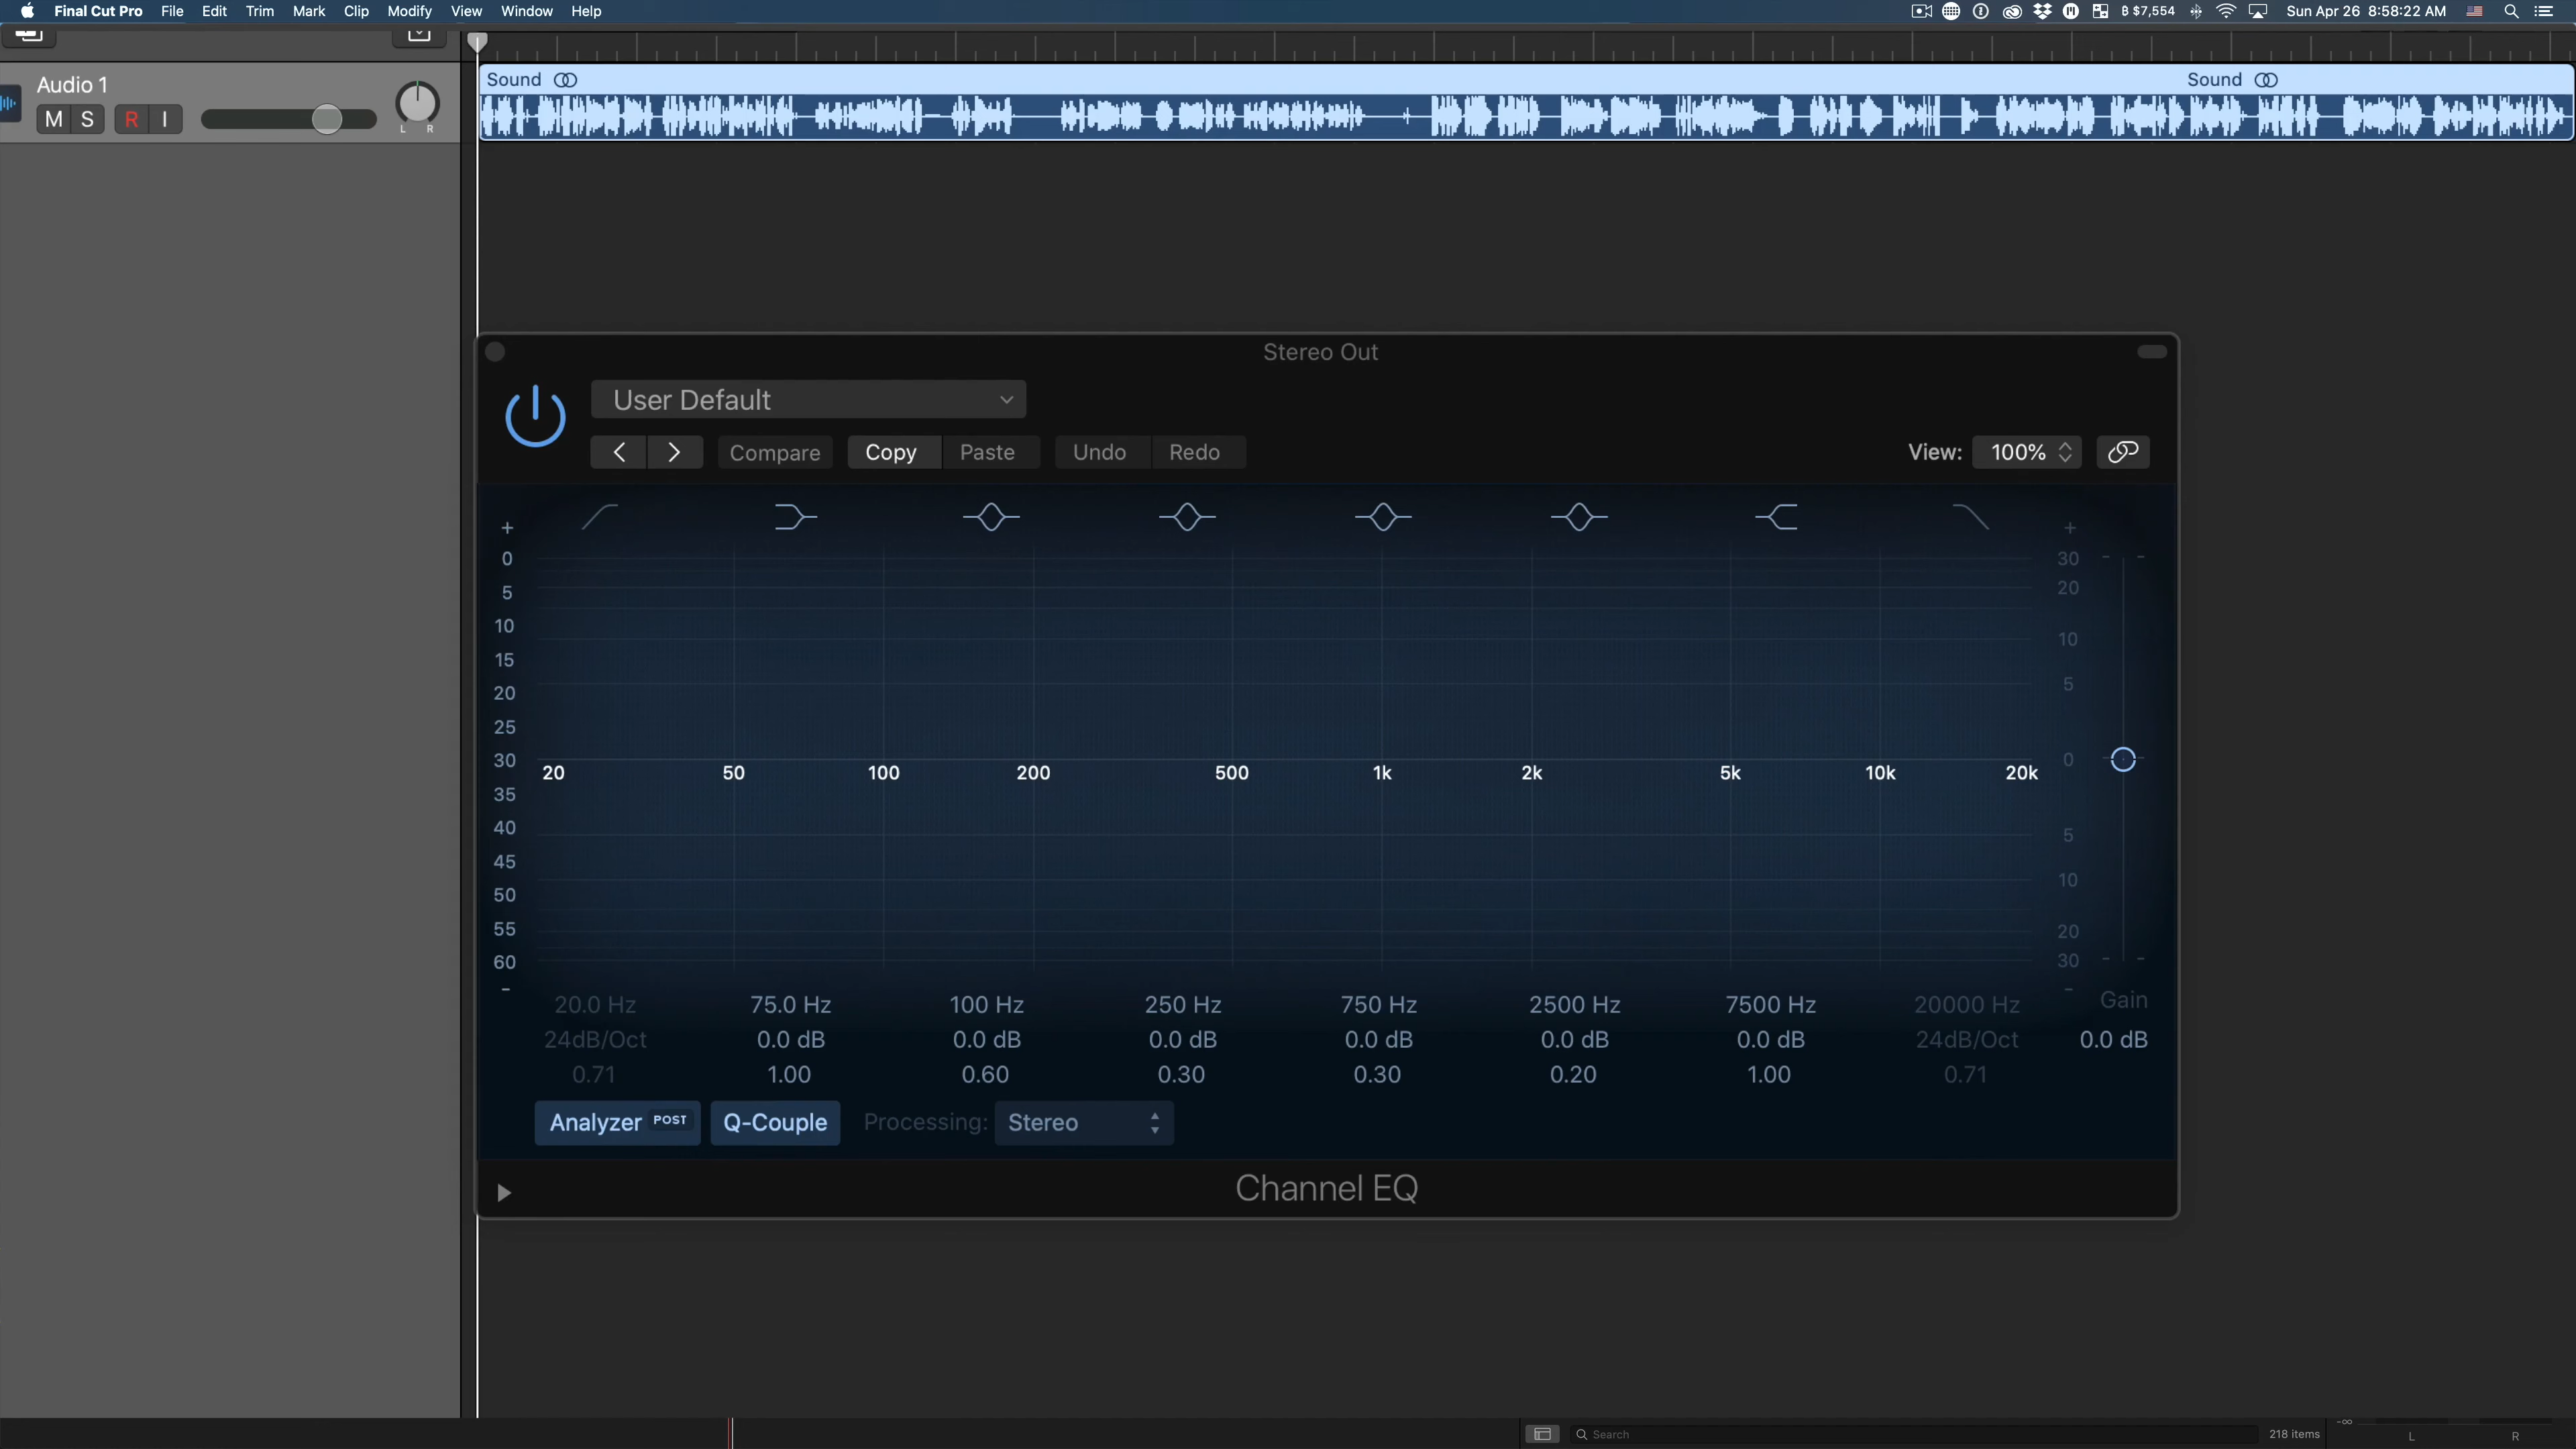 Final Cut Pro File Edit Trim Mark Clip Modify View Window Help
$7,554 Sun Apr 26 8:58:22 AM
Audio 1
M S R I
L R
Sound Sound
Stereo Out
User Default
Compare Copy Paste Undo Redo View: 100%
+ +
0 30
5 20
10 10
15
20 5
25
30 20 50 100 200 500 1k 2k 5k 10k 20k 0
35
40 5
45
50 10
55 20
60 30
- -
20.0 Hz 75.0 Hz 100 Hz 250 Hz 750 Hz 2500 Hz 7500 Hz 20000 Hz Gain
24dB/Oct 0.0 dB 0.0 dB 0.0 dB 0.0 dB 0.0 dB 0.0 dB 24dB/Oct 0.0 dB
0.71 1.00 0.60 0.30 0.30 0.20 1.00 0.71
Analyzer POST Q-Couple Processing: Stereo
Channel EQ
Search 218 items -∞ L R